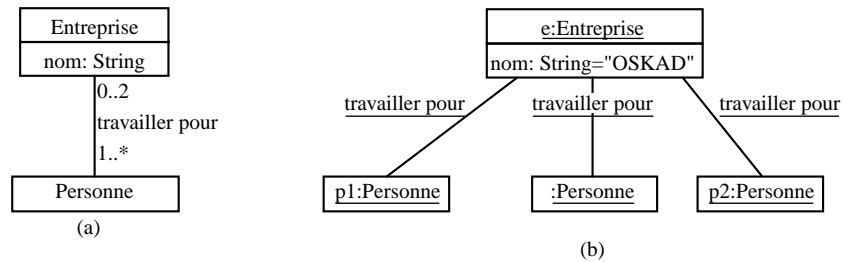 Entreprise
nom: String
0..2
travailler pour
1..*
Personne
(a)
e:Entreprise
nom: String="OSKAD"
travailler pour
travailler pour
travailler pour
p1:Personne
:Personne
p2:Personne
(b)